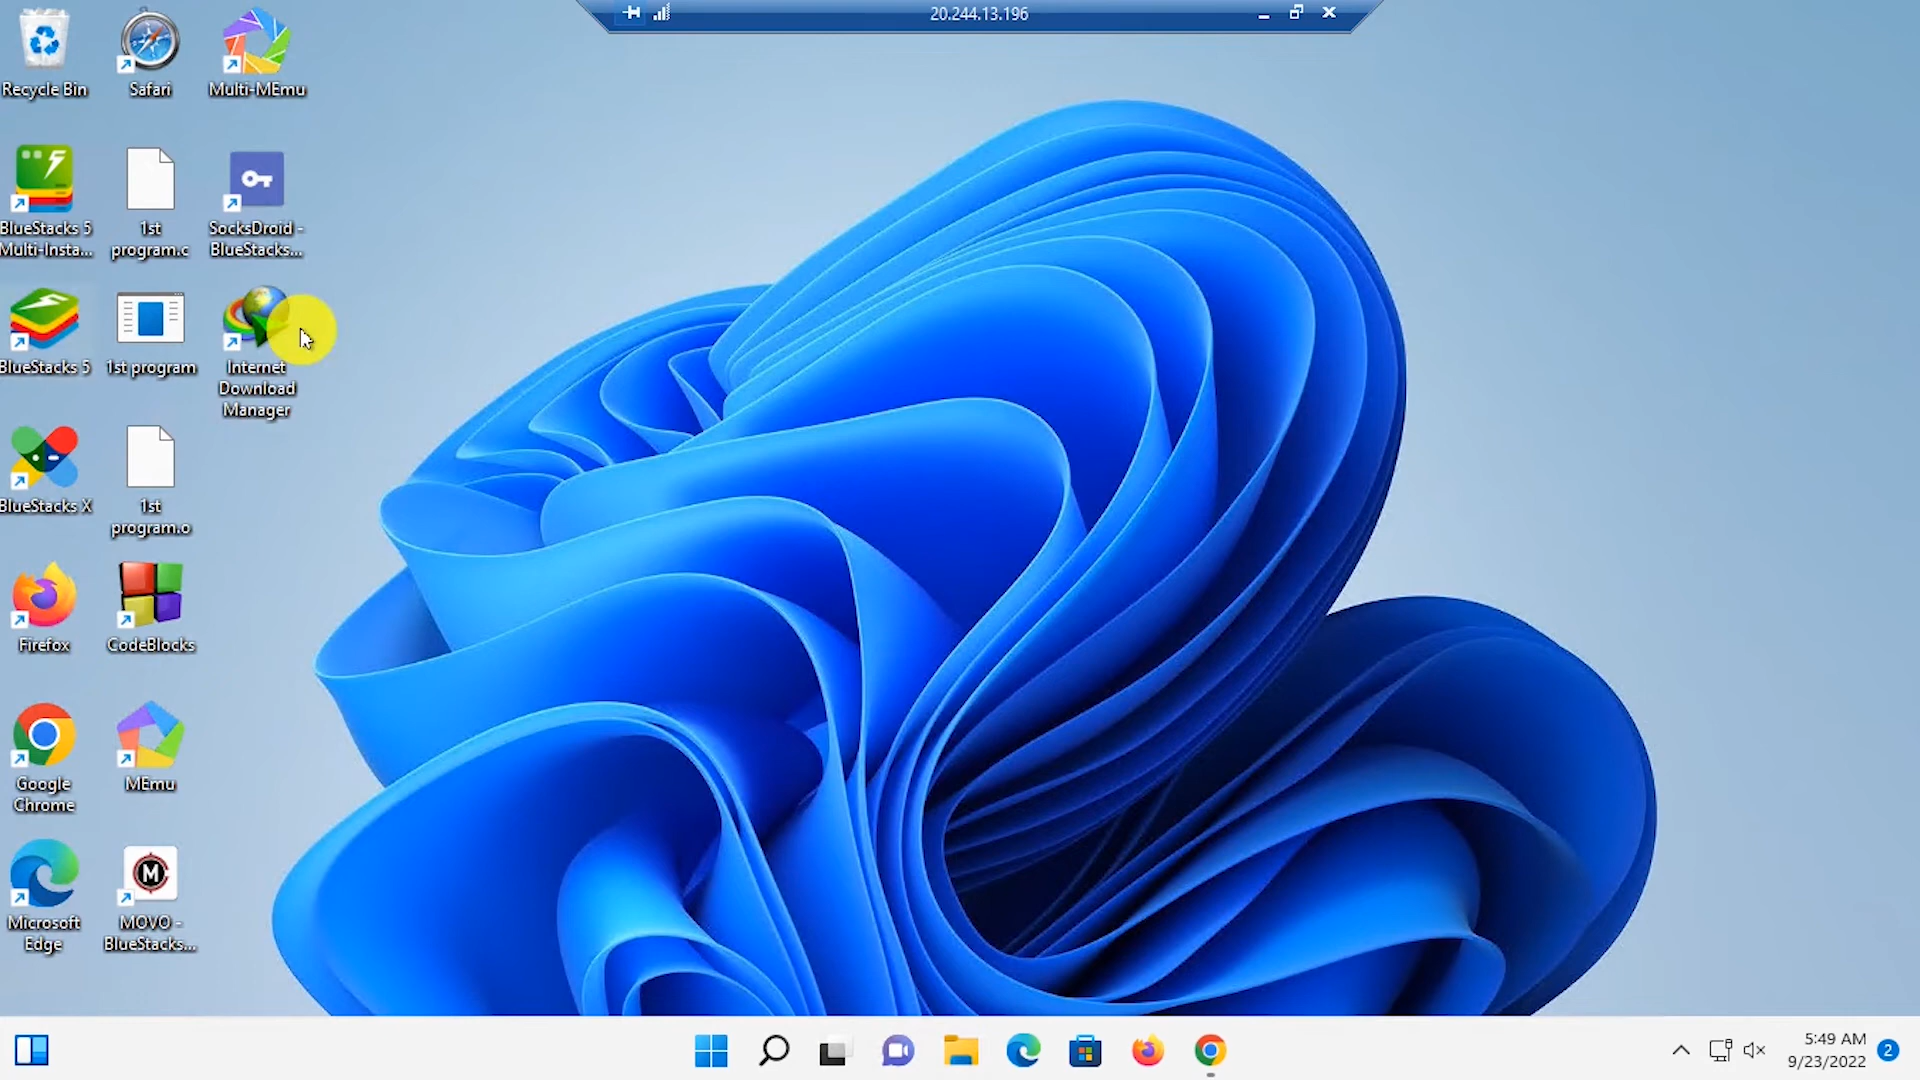 20.244.13.196
Recycle Bin
Safari
Multi-MEmu
BlueStacks 5
Multi-Insta...
1st
program.c
SocksDroid -
BlueStacks...
BlueStacks 5
1st program
Internet
Download
Manager
BlueStacks X
1st
program.o
Firefox
CodeBlocks
Google
Chrome
MEmu
Microsoft
Edge
M
MOVO -
BlueStacks...
5:49 AM
9/23/2022
2